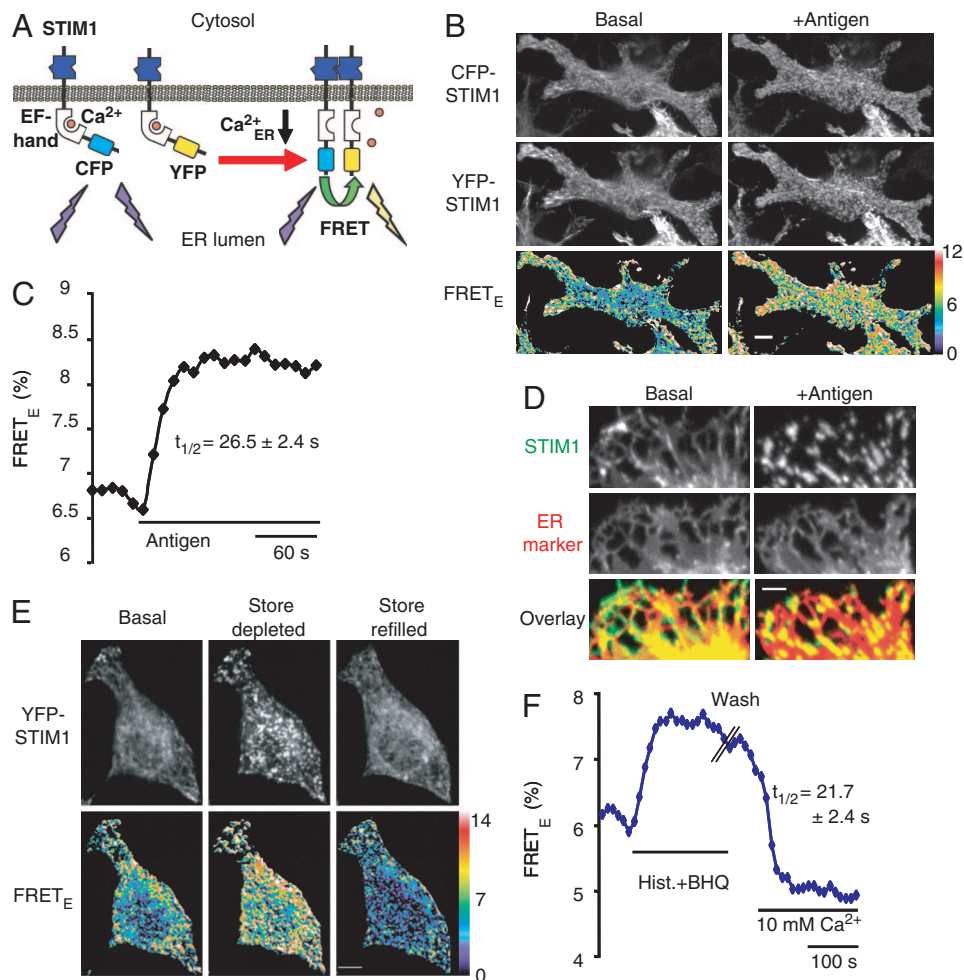 A
STIM1
Cytosol
EF-
hand
Ca2+
CFP
YFP
Ca2+ER
FRET
ER lumen
B
Basal
+Antigen
CFP-
STIM1
YFP-
STIM1
FRETE
12
6
0
C
9
8.5
8
7.5
7
6.5
6
FRETE (%)
t1/2 = 26.5 ± 2.4 s
Antigen
60 s
D
Basal
+Antigen
STIM1
ER
marker
Overlay
E
Basal
Store
depleted
Store
refilled
YFP-
STIM1
FRETE
14
7
0
F
8
7
6
5
4
FRETE (%)
Wash
t1/2 = 21.7
± 2.4 s
Hist.+BHQ
10 mM Ca2+
100 s